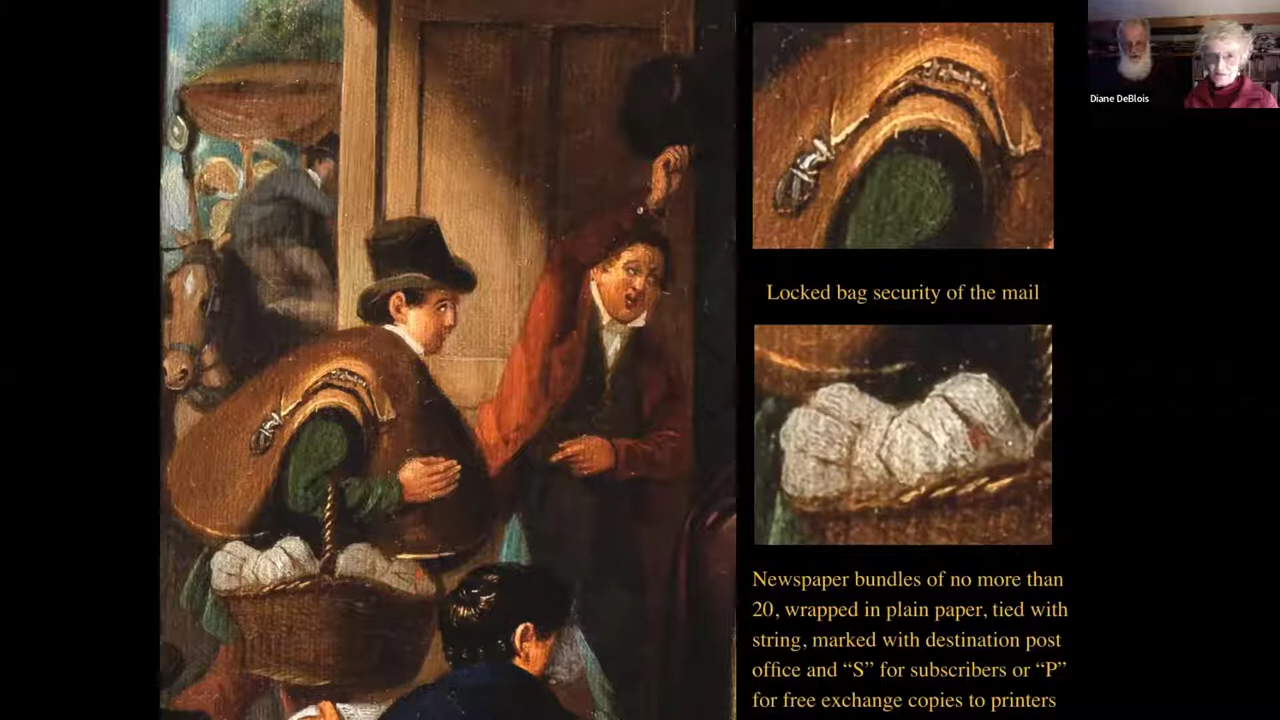 Diane DeBlois
Locked bag security of the mail
Newspaper bundles of no more than
20, wrapped in plain paper, tied with
string, marked with destination post
office and “S” for subscribers or “P”
for free exchange copies to printers